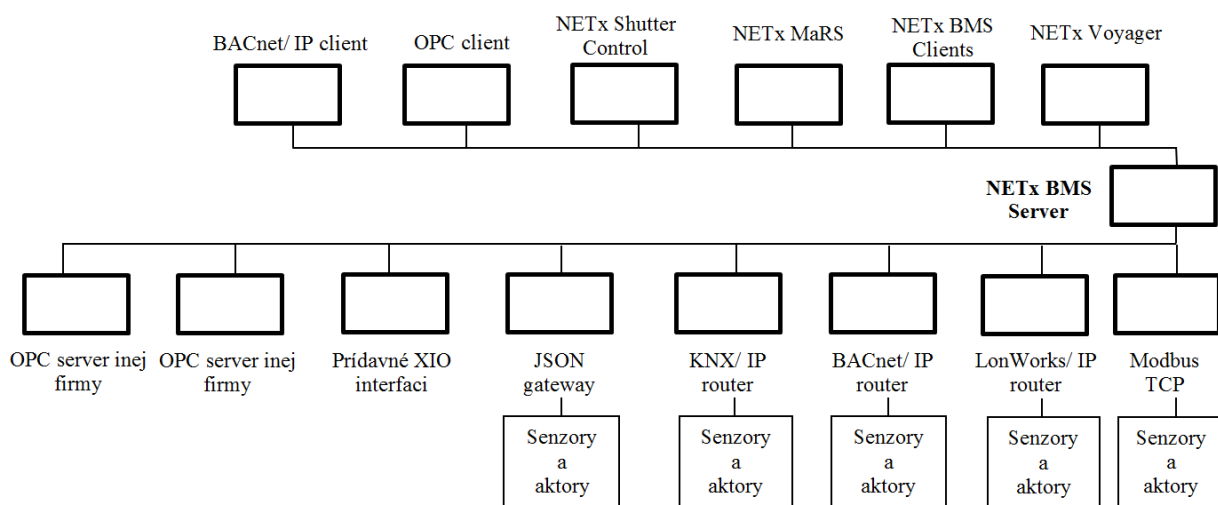 BACnet/ IP client
OPC client
NETx Shutter
Control
NETx MaRS
NETx BMS
Clients
NETx Voyager
NETx BMS
Server
OPC server inej
firmy
OPC server inej
firmy
Prídavné XIO
interfaci
JSON
gateway
KNX/ IP
router
BACnet/ IP
router
LonWorks/ IP
router
Modbus
TCP
Senzory
a
aktory
Senzory
a
aktory
Senzory
a
aktory
Senzory
a
aktory
Senzory
a
aktory